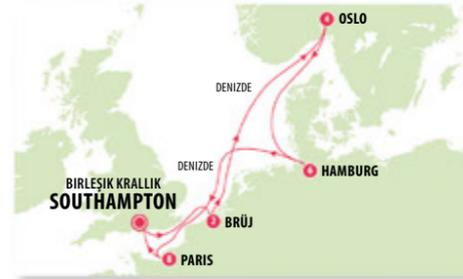 4 OSLO
DENIZDE
DENIZDE
6 HAMBURG
BIRLEŞIK KRALLIK
SOUTHAMPTON
2 BRÜJ
8 PARIS